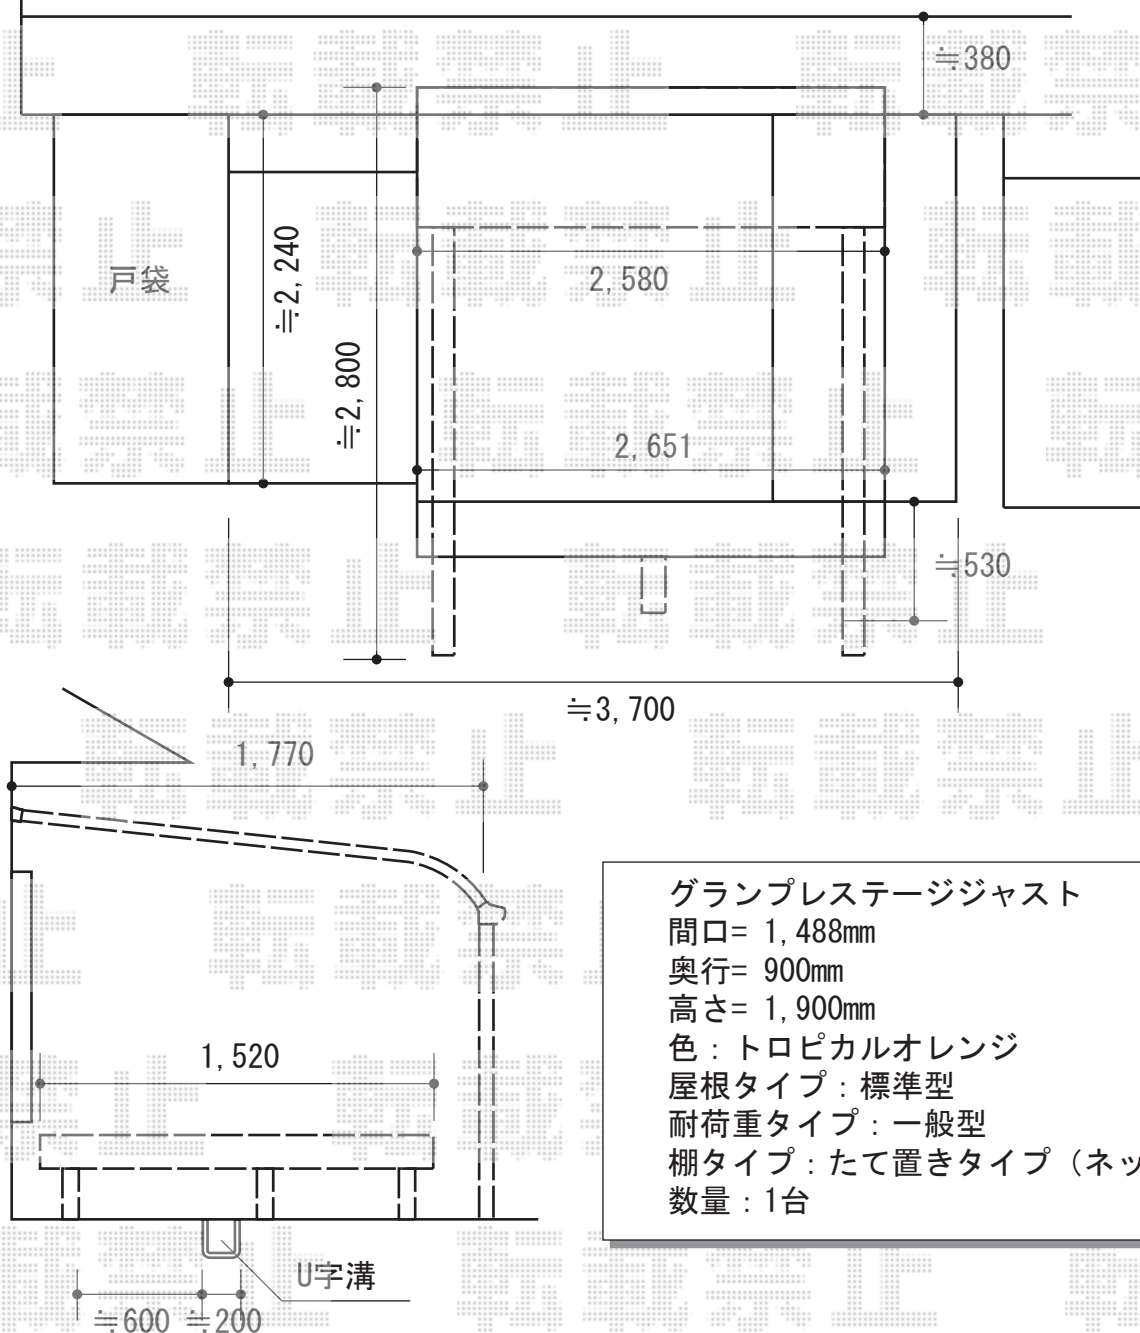 ≒380
戸袋
≒2,240
≒2,800
2,580
2,651
≒530
≒3,700
1,770
1,520
U字溝
≒600
≒200
グランプレステージジャスト
間口= 1,488mm
奥行= 900mm
高さ= 1,900mm
色：トロピカルオレンジ
屋根タイプ：標準型
耐荷重タイプ：一般型
棚タイプ：たて置きタイプ（ネッ
数量：1台
転載禁止